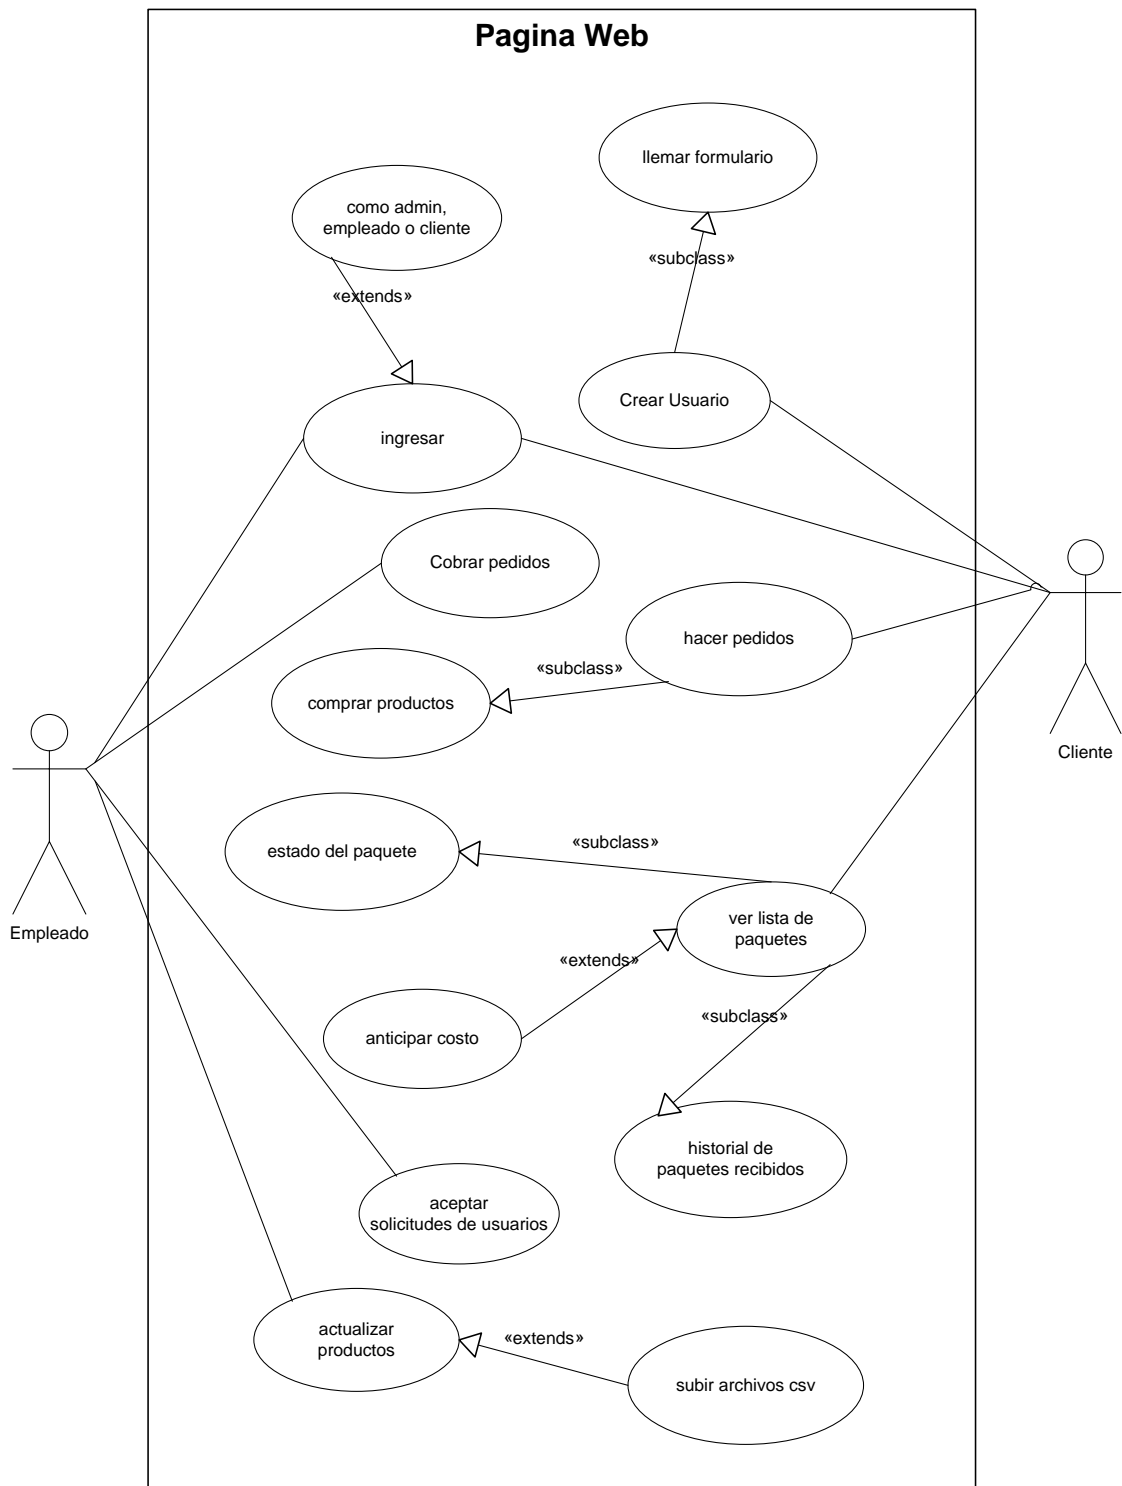 Pagina Web
llemar formulario
como admin,
empleado o cliente
«subclass»
«extends»
Crear Usuario
ingresar
Cobrar pedidos
hacer pedidos
«subclass»
comprar productos
Cliente
«subclass»
estado del paquete
Empleado
ver lista de
paquetes
«extends»
«subclass»
anticipar costo
historial de
paquetes recibidos
aceptar
solicitudes de usuarios
actualizar
productos
«extends»
subir archivos csv